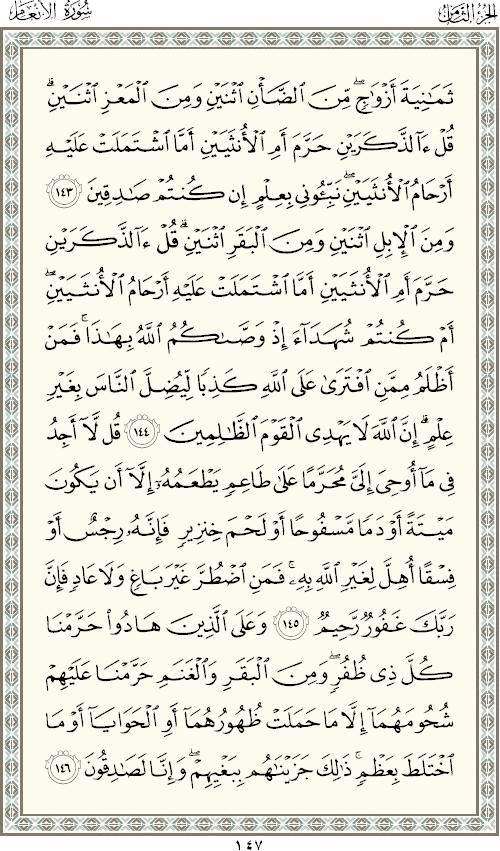 الجزء الثامن
سورة الأنعام
ثَمَـٰنِيَةَ أَزْوَٰجٍۖ مِّنَ ٱلضَّأْنِ ٱثْنَيْنِ وَمِنَ ٱلْمَعْزِ ٱثْنَيْنِۗ
قُلْ ءَآلذَّكَرَيْنِ حَرَّمَ أَمِ ٱلْأُنثَيَيْنِ أَمَّا ٱشْتَمَلَتْ عَلَيْهِ
أَرْحَامُ ٱلْأُنثَيَيْنِۖ نَبِّـُٔونِى بِعِلْمٍ إِن كُنتُمْ صَـٰدِقِينَ ١٤٣
وَمِنَ ٱلْإِبِلِ ٱثْنَيْنِ وَمِنَ ٱلْبَقَرِ ٱثْنَيْنِۗ قُلْ ءَآلذَّكَرَيْنِ
حَرَّمَ أَمِ ٱلْأُنثَيَيْنِ أَمَّا ٱشْتَمَلَتْ عَلَيْهِ أَرْحَامُ ٱلْأُنثَيَيْنِۖ
أَمْ كُنتُمْ شُهَدَآءَ إِذْ وَصَّىٰكُمُ ٱللَّهُ بِهَـٰذَاۚ فَمَنْ
أَظْلَمُ مِمَّنِ ٱفْتَرَىٰ عَلَى ٱللَّهِ كَذِبًا لِّيُضِلَّ ٱلنَّاسَ بِغَيْرِ
عِلْمٍۗ إِنَّ ٱللَّهَ لَا يَهْدِى ٱلْقَوْمَ ٱلظَّـٰلِمِينَ ١٤٤ قُل لَّآ أَجِدُ
فِى مَآ أُوحِىَ إِلَىَّ مُحَرَّمًا عَلَىٰ طَاعِمٍ يَطْعَمُهُۥٓ إِلَّآ أَن يَكُونَ
مَيْتَةً أَوْ دَمًا مَّسْفُوحًا أَوْ لَحْمَ خِنزِيرٍ فَإِنَّهُۥ رِجْسٌ أَوْ
فِسْقًا أُهِلَّ لِغَيْرِ ٱللَّهِ بِهِۦۚ فَمَنِ ٱضْطُرَّ غَيْرَ بَاغٍ وَلَا عَادٍ فَإِنَّ
رَبَّكَ غَفُورٌ رَّحِيمٌ ١٤٥ وَعَلَى ٱلَّذِينَ هَادُوا۟ حَرَّمْنَا
كُلَّ ذِى ظُفُرٍۖ وَمِنَ ٱلْبَقَرِ وَٱلْغَنَمِ حَرَّمْنَا عَلَيْهِمْ
شُحُومَهُمَآ إِلَّا مَا حَمَلَتْ ظُهُورُهُمَآ أَوِ ٱلْحَوَايَآ أَوْ مَا
ٱخْتَلَطَ بِعَظْمٍۚ ذَٰلِكَ جَزَيْنَـٰهُم بِبَغْيِهِمْۖ وَإِنَّا لَصَـٰدِقُونَ ١٤٦
١٤٧